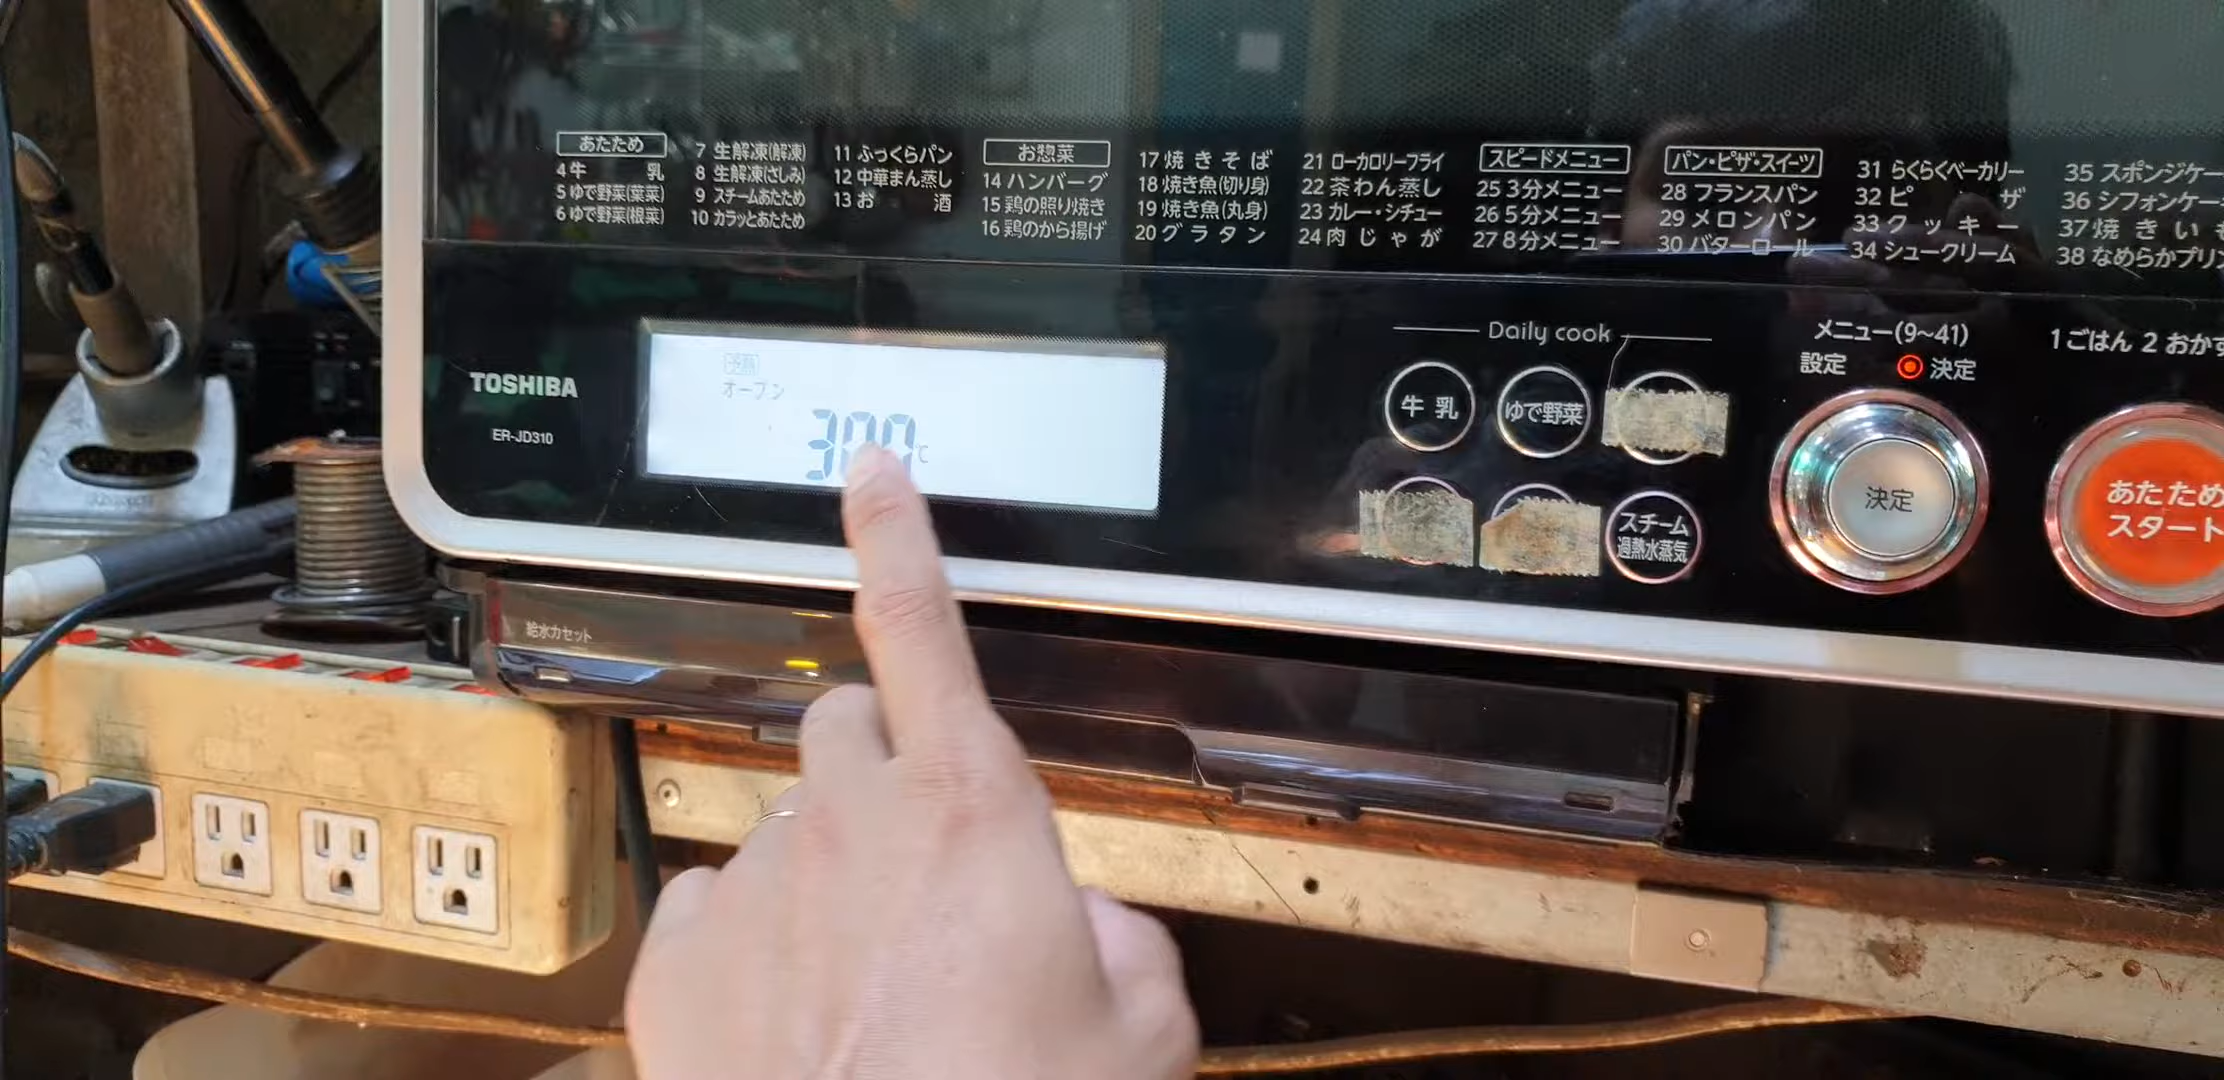 あたため
4 牛 乳
5 ゆで野菜(葉菜)
6 ゆで野菜(根菜)
7 生解凍(解凍)
8 生解凍(さしみ)
9 スチームあたため
10 カラッとあたため
11 ふっくらパン
12 中華まん蒸し
13 お 酒
お惣菜
14 ハンバーグ
15 鶏の照り焼き
16 鶏のから揚げ
17 焼きそば
18 焼き魚(切り身)
19 焼き魚(丸身)
20 グラタン
21 ローカロリーフライ
22 茶わん蒸し
23 カレー・シチュー
24 肉じゃが
スピードメニュー
25 3分メニュー
26 5分メニュー
27 8分メニュー
パン・ピザ・スイーツ
28 フランスパン
29 メロンパン
30 バターロール
31 らくらくベーカリー
32 ピ ザ
33 クッキー
34 シュークリーム
35 スポンジケー
36 シフォンケー
37 焼きい
38 なめらかプリン
TOSHIBA
ER-JD310
予熱
オーブン
300℃
Daily cook
牛乳
ゆで野菜
スチーム
過熱水蒸気
メニュー(9〜41)
設定 決定
決定
1 ごはん 2 おかず
あたため
スタート
給水カセット